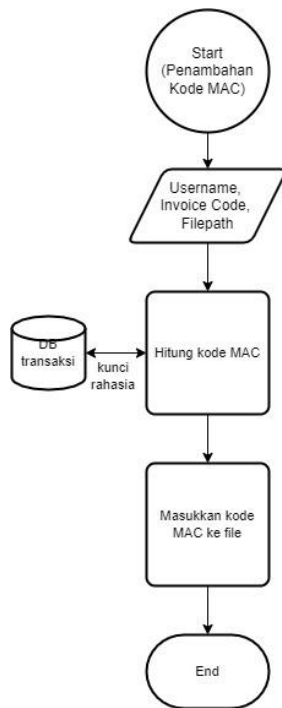 Start
(Penambahan
Kode MAC)
Username,
Invoice Code,
Filepath
DB
transaksi
kunci
rahasia
Hitung kode MAC
Masukkan kode
MAC ke file
End